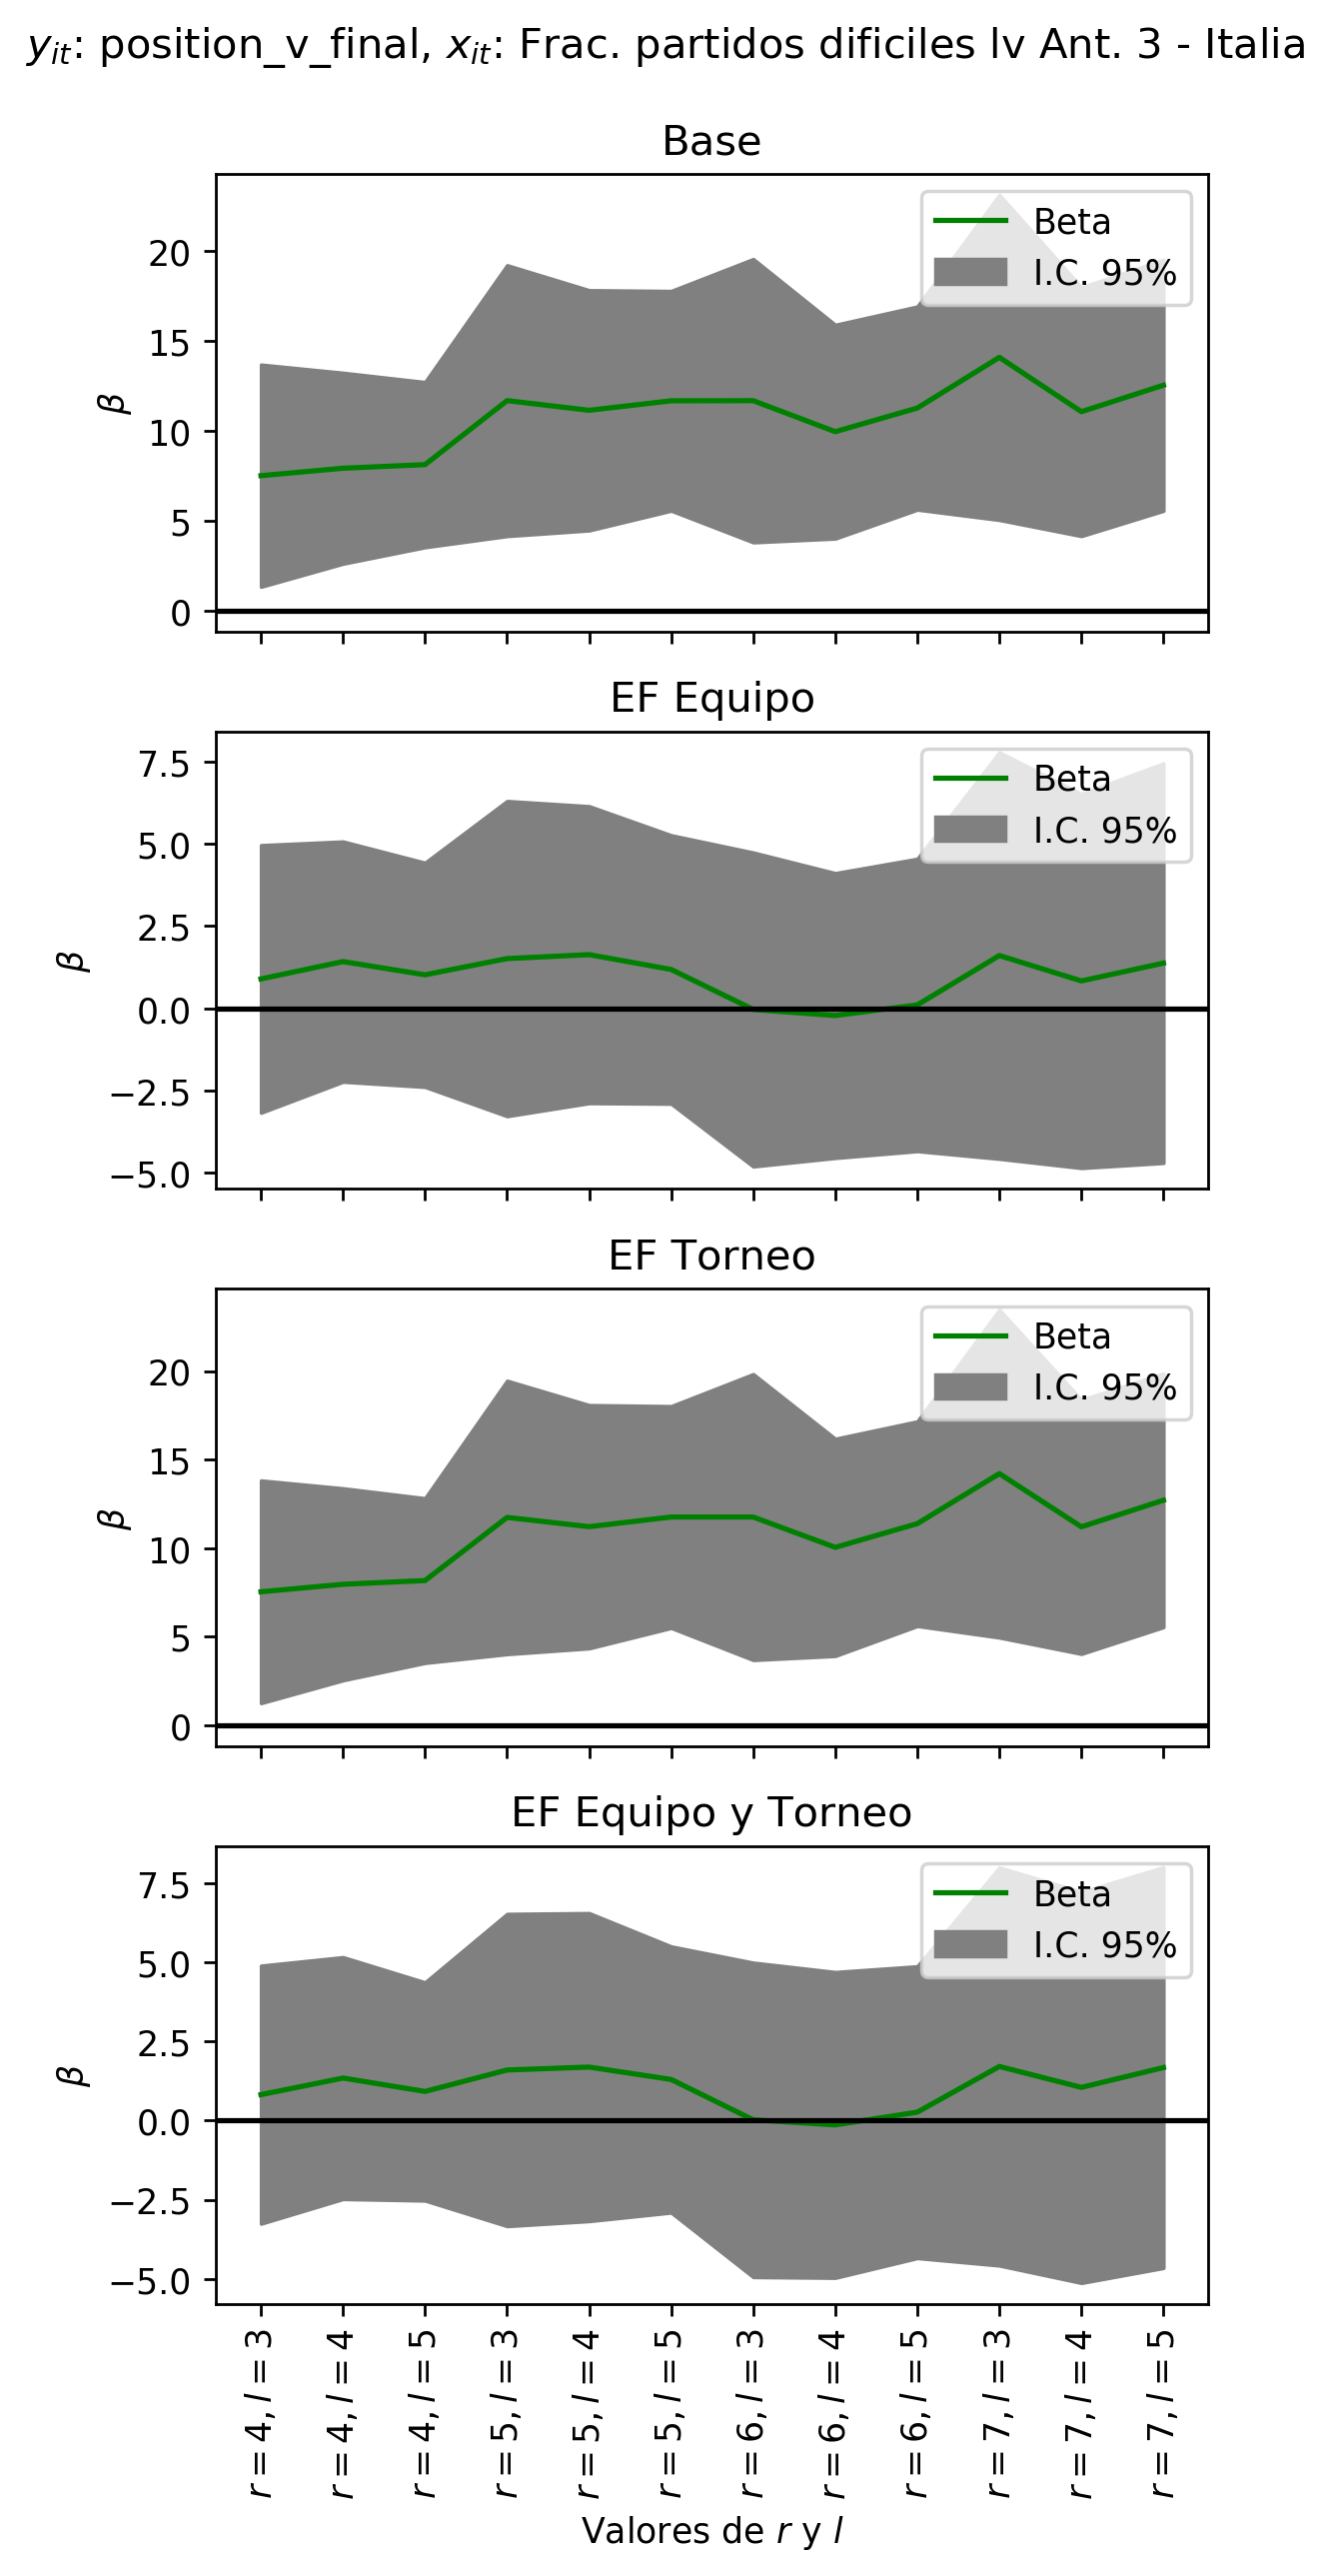 y_it: position_v_final, x_it: Frac. partidos dificiles lv Ant. 3 - Italia
Base
β
20
15
10
5
0
Beta
I.C. 95%
EF Equipo
β
7.5
5.0
2.5
0.0
−2.5
−5.0
Beta
I.C. 95%
EF Torneo
β
20
15
10
5
0
Beta
I.C. 95%
EF Equipo y Torneo
β
7.5
5.0
2.5
0.0
−2.5
−5.0
Beta
I.C. 95%
r = 4, l = 3
r = 4, l = 4
r = 4, l = 5
r = 5, l = 3
r = 5, l = 4
r = 5, l = 5
r = 6, l = 3
r = 6, l = 4
r = 6, l = 5
r = 7, l = 3
r = 7, l = 4
r = 7, l = 5
Valores de r y l